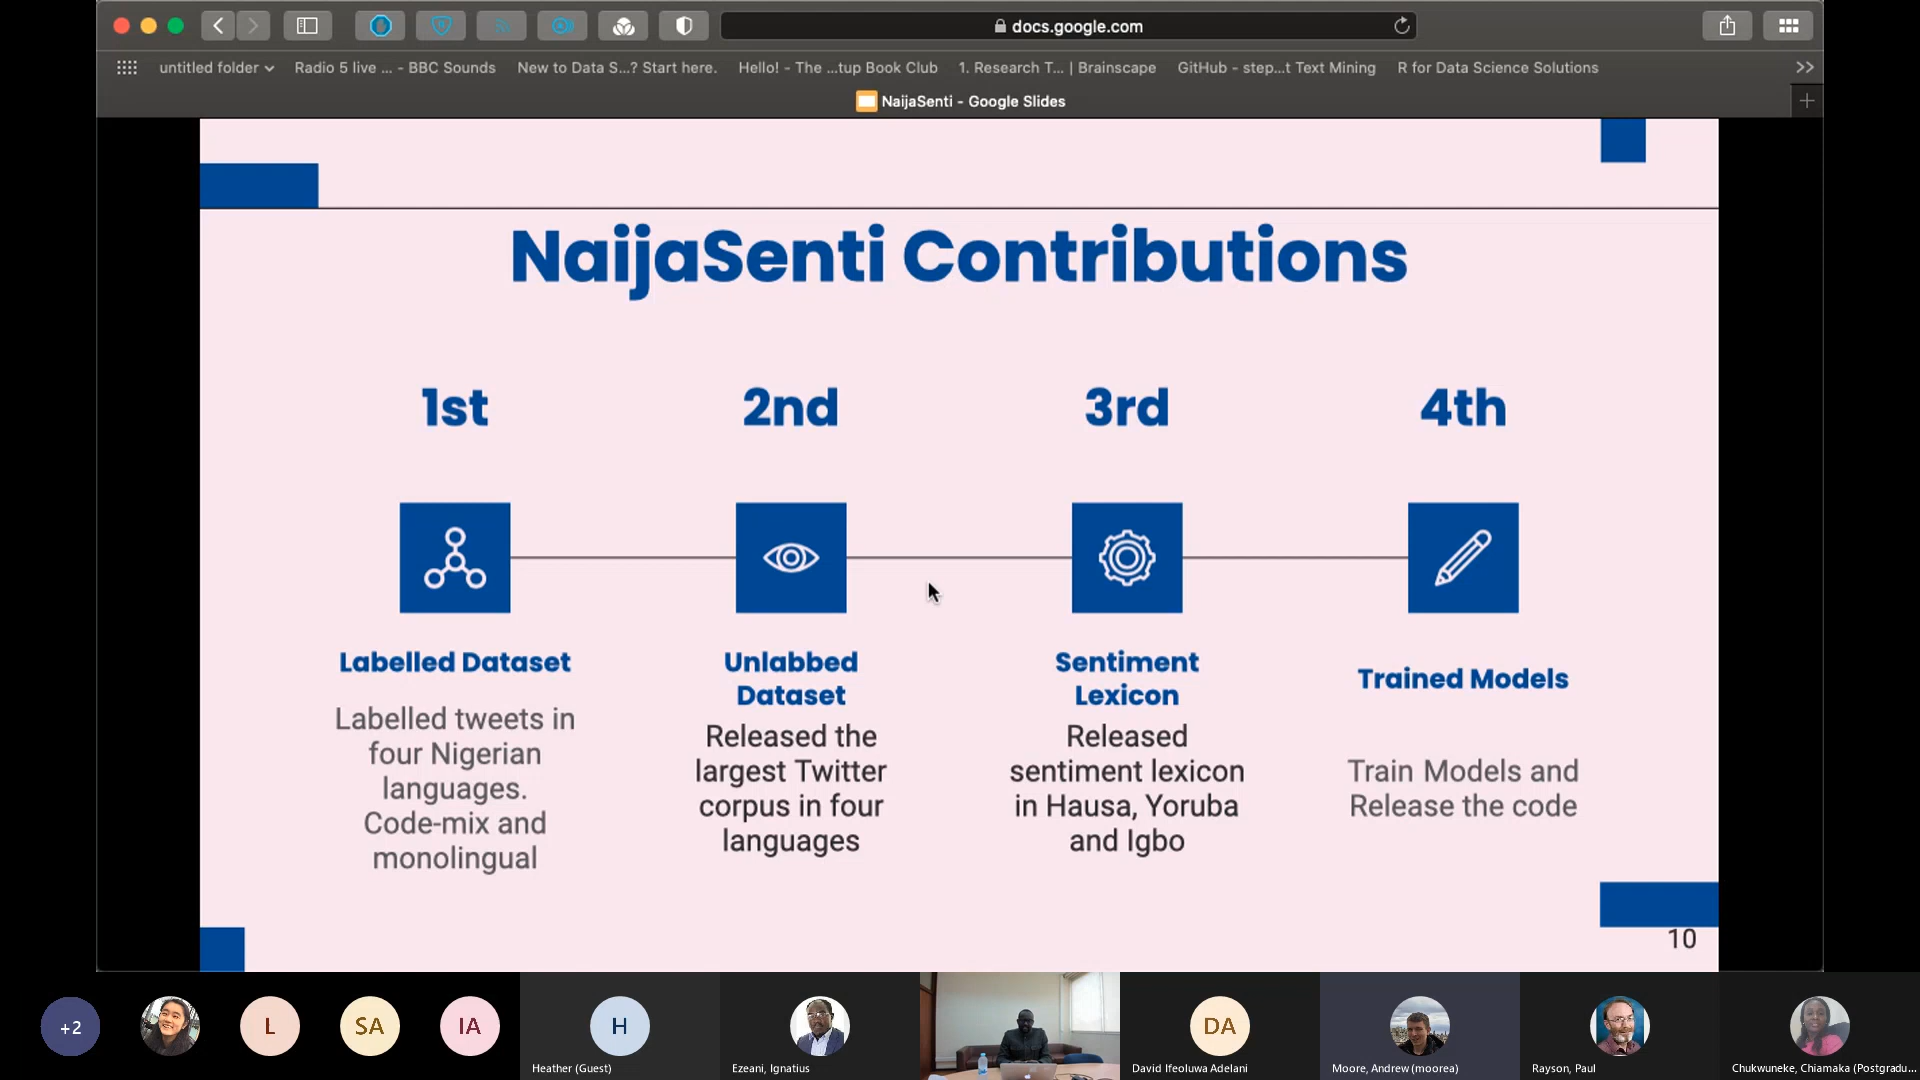 docs.google.com
untitled folder
Radio 5 live ... - BBC Sounds
New to Data S...? Start here.
Hello! - The ...tup Book Club
1. Research T... | Brainscape
GitHub - step...t Text Mining
R for Data Science Solutions
NaijaSenti - Google Slides
NaijaSenti Contributions
1st
Labelled Dataset
Labelled tweets in
four Nigerian
languages.
Code-mix and
monolingual
2nd
Unlabbed
Dataset
Released the
largest Twitter
corpus in four
languages
3rd
Sentiment
Lexicon
Released
sentiment lexicon
in Hausa, Yoruba
and Igbo
4th
Trained Models
Train Models and
Release the code
10
+2
L
SA
IA
H
Heather (Guest)
Ezeani, Ignatius
DA
David Ifeoluwa Adelani
Moore, Andrew (moorea)
Rayson, Paul
Chukwuneke, Chiamaka (Postgradu...